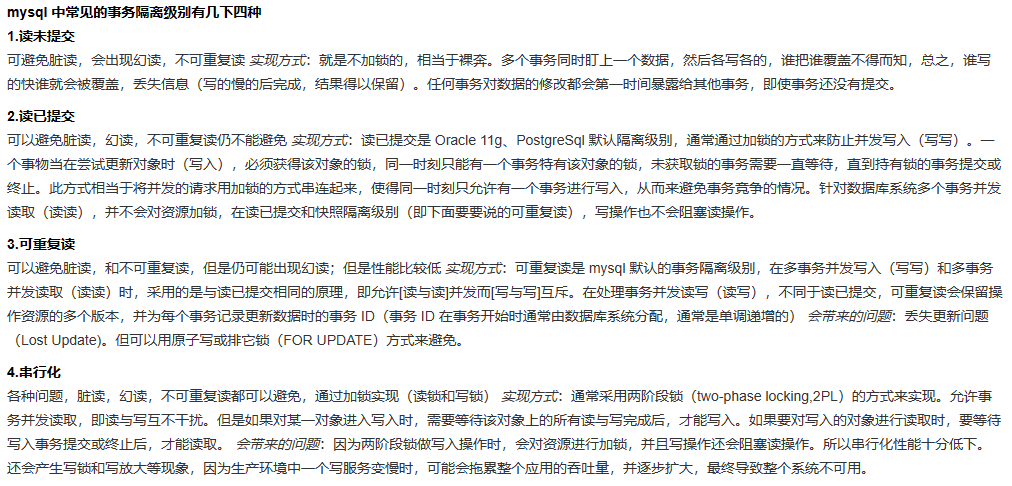 mysql 中常见的事务隔离级别有几下四种
1.读未提交
可避免脏读，会出现幻读，不可重复读 实现方式：就是不加锁的，相当于裸奔。多个事务同时盯上一个数据，然后各写各的，谁把谁覆盖不得而知，总之，谁写
的快谁就会被覆盖，丢失信息（写的慢的后完成，结果得以保留）。任何事务对数据的修改都会第一时间暴露给其他事务，即使事务还没有提交。
2.读已提交
可以避免脏读，幻读，不可重复读仍不能避免 实现方式：读已提交是 Oracle 11g、PostgreSql 默认隔离级别，通常通过加锁的方式来防止并发写入（写写）。一
个事物当在尝试更新对象时（写入），必须获得该对象的锁，同一时刻只能有一个事务特有该对象的锁，未获取锁的事务需要一直等待，直到持有锁的事务提交或
终止。此方式相当于将并发的请求用加锁的方式串连起来，使得同一时刻只允许有一个事务进行写入，从而来避免事务竞争的情况。针对数据库系统多个事务并发
读取（读读），并不会对资源加锁，在读已提交和快照隔离级别（即下面要要说的可重复读），写操作也不会阻塞读操作。
3.可重复读
可以避免脏读，和不可重复读，但是仍可能出现幻读；但是性能比较低 实现方式：可重复读是 mysql 默认的事务隔离级别，在多事务并发写入（写写）和多事务
并发读取（读读）时，采用的是与读已提交相同的原理，即允许[读与读]并发而[写与写]互斥。在处理事务并发读写（读写），不同于读已提交，可重复读会保留操
作资源的多个版本，并为每个事务记录更新数据时的事务 ID（事务 ID 在事务开始时通常由数据库系统分配，通常是单调递增的） 会带来的问题：丢失更新问题
（Lost Update)。但可以用原子写或排它锁（FOR UPDATE）方式来避免。
4.串行化
各种问题，脏读，幻读，不可重复读都可以避免，通过加锁实现（读锁和写锁） 实现方式：通常采用两阶段锁（two-phase locking,2PL）的方式来实现。允许事
务并发读取，即读与写互不干扰。但是如果对某一对象进入写入时，需要等待该对象上的所有读与写完成后，才能写入。如果要对写入的对象进行读取时，要等待
写入事务提交或终止后，才能读取。 会带来的问题：因为两阶段锁做写入操作时，会对资源进行加锁，并且写操作还会阻塞读操作。所以串行化性能十分低下。
还会产生写锁和写放大等现象，因为生产环境中一个写服务变慢时，可能会拖累整个应用的吞吐量，并逐步扩大，最终导致整个系统不可用。